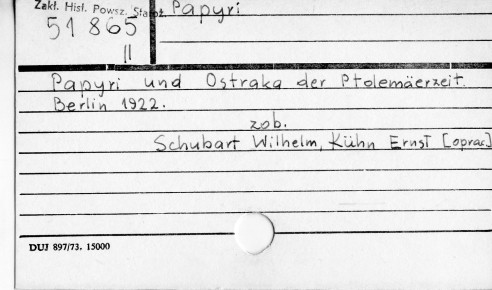 Zakł. Hist. Powsz. Staroż.
Papyri
51 865
II
Papyri und Ostraka der Ptolemäerzeit.
Berlin 1922.
zob.
Schubart Wilhelm, Kühn Ernst [oprac]
DUJ 897/73. 15000